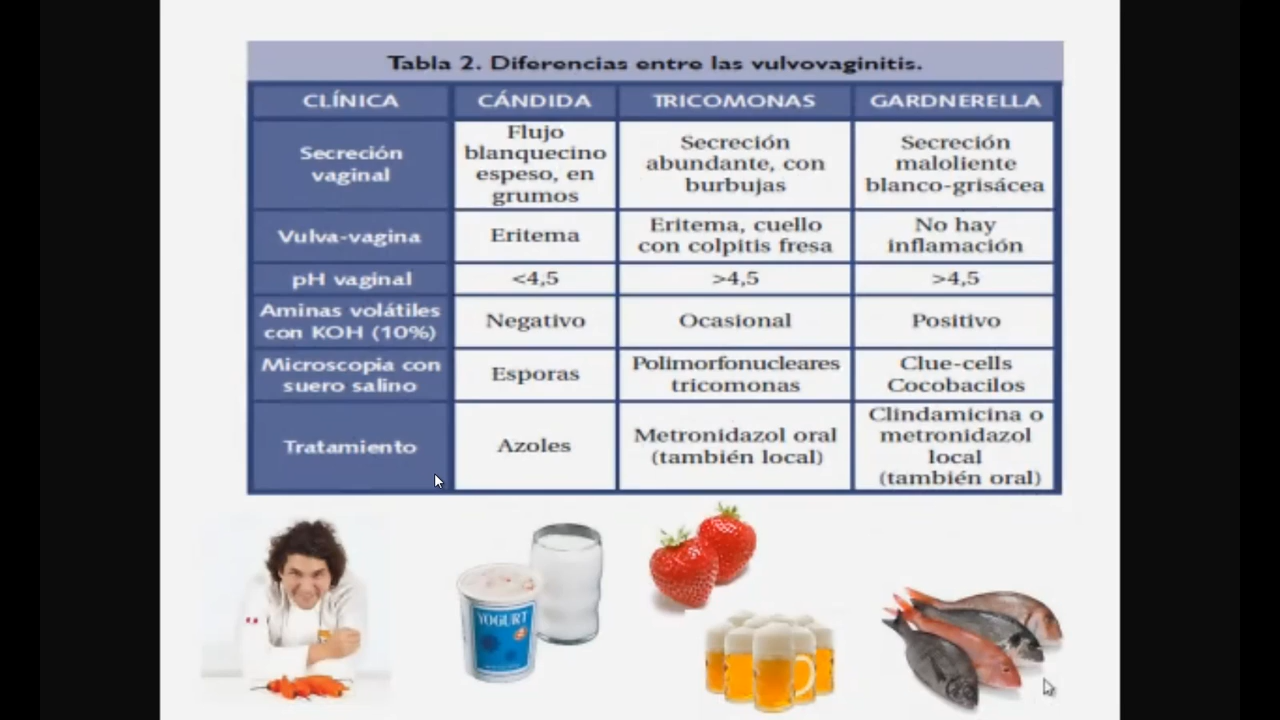 Tabla 2. Diferencias entre las vulvovaginitis.
CLÍNICA CÁNDIDA TRICOMONAS GARDNERELLA
Secreción
vaginal
Flujo
blanquecino
espeso, en
grumos
Secreción
abundante, con
burbujas
Secreción
maloliente
blanco-grisácea
Vulva-vagina
Eritema
Eritema, cuello
con colpitis fresa
No hay
inflamación
pH vaginal
<4,5
>4,5
>4,5
Aminas volátiles
con KOH (10%)
Negativo
Ocasional
Positivo
Microscopia con
suero salino
Esporas
Polimorfonucleares
tricomonas
Clue-cells
Cocobacilos
Tratamiento
Azoles
Metronidazol oral
(también local)
Clindamicina o
metronidazol
local
(también oral)
YOGURT